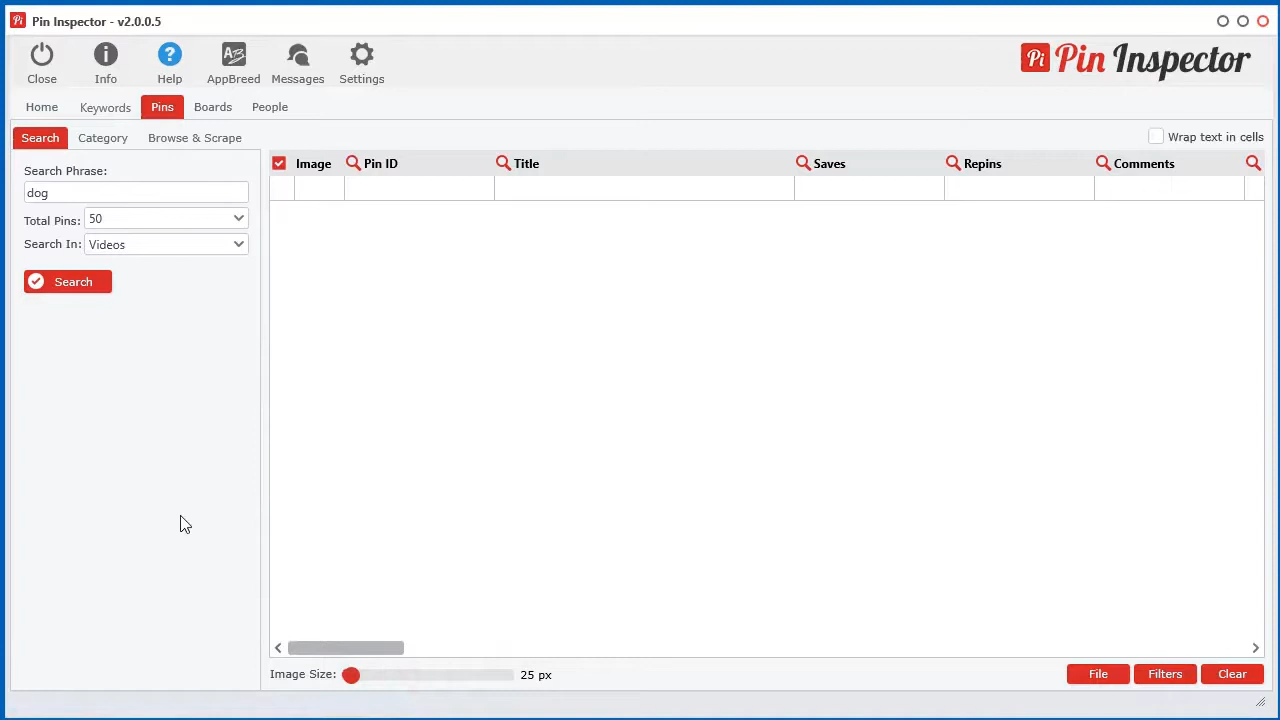 Pin Inspector - v2.0.0.5
Close
Info
Help
AppBreed
Messages
Settings
Pi Pin Inspector
Home
Keywords
Pins
Boards
People
Search
Category
Browse & Scrape
Wrap text in cells
Search Phrase:
dog
Total Pins: 50
Search In: Videos
Search
Image
Pin ID
Title
Saves
Repins
Comments
Image Size:
25 px
File
Filters
Clear